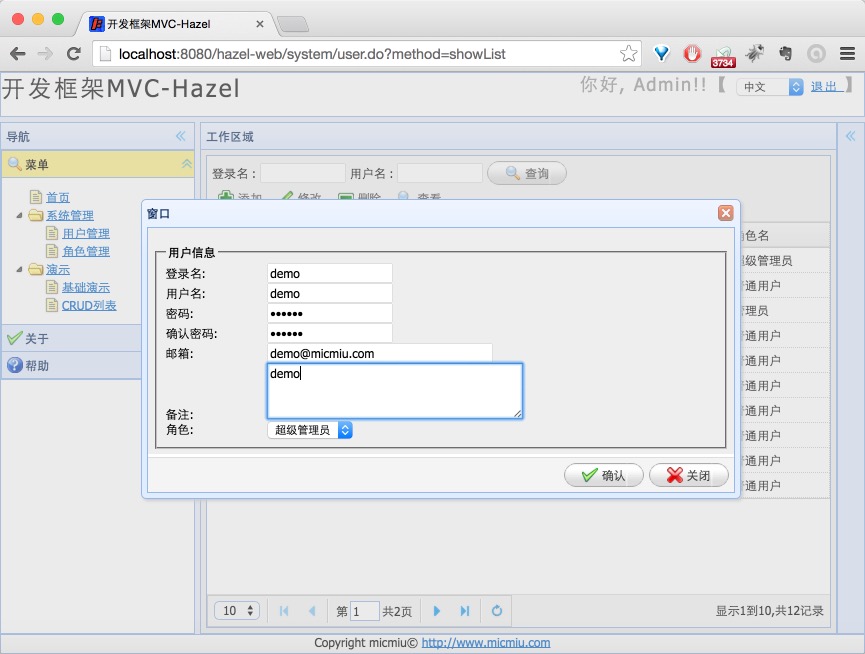 开发框架MVC-Hazel
localhost:8080/hazel-web/system/user.do?method=showList
3734
开发框架MVC-Hazel
你好, Admin!!【 中文 退出 】
导航
工作区域
菜单
登录名: 用户名: 查询
添加 修改 删除 查看
首页
系统管理
用户管理
角色管理
演示
基础演示
CRUD列表
关于
帮助
窗口
用户信息
登录名: demo
用户名: demo
密码: ••••••
确认密码: ••••••
邮箱: demo@micmiu.com
备注: demo
角色: 超级管理员
确认 关闭
角色名
超级管理员
普通用户
管理员
普通用户
普通用户
普通用户
普通用户
普通用户
普通用户
普通用户
10 第 1 共2页 显示1到10,共12记录
Copyright micmiu© http://www.micmiu.com